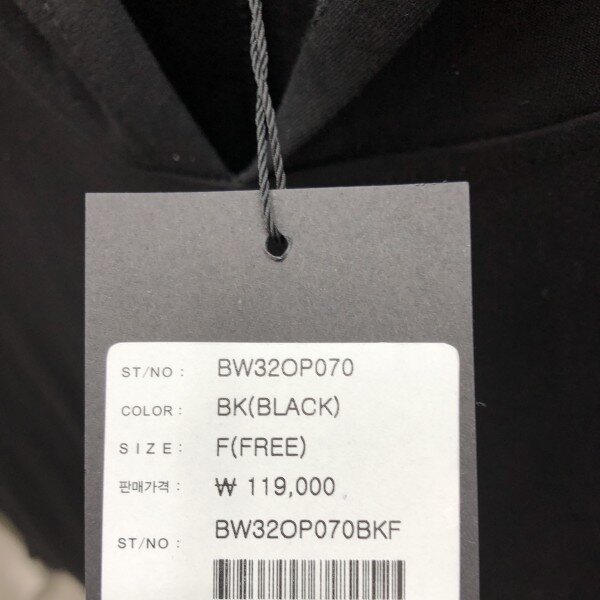 ST/NO : BW32OP070
COLOR : BK(BLACK)
SIZE : F(FREE)
판매가격 : ₩ 119,000
ST/NO : BW32OP070BKF